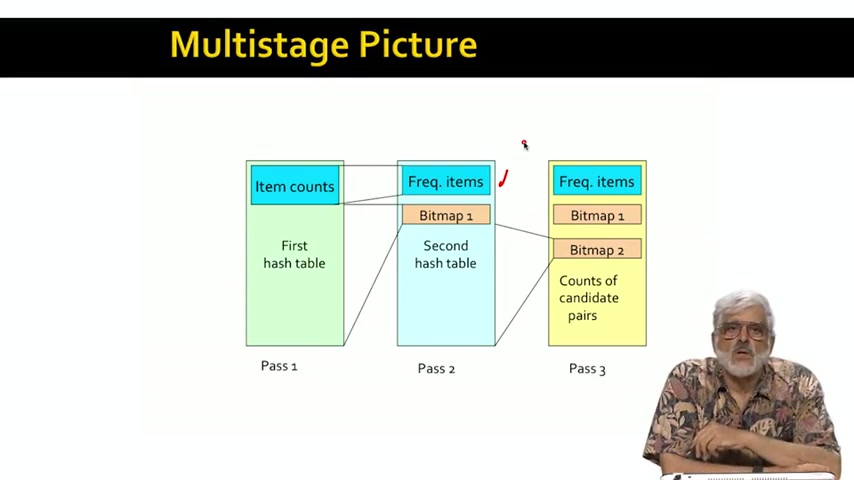 Multistage Picture
Item counts
First
hash table
Pass 1
Freq. items
Bitmap 1
Second
hash table
Pass 2
Freq. items
Bitmap 1
Bitmap 2
Counts of
candidate
pairs
Pass 3